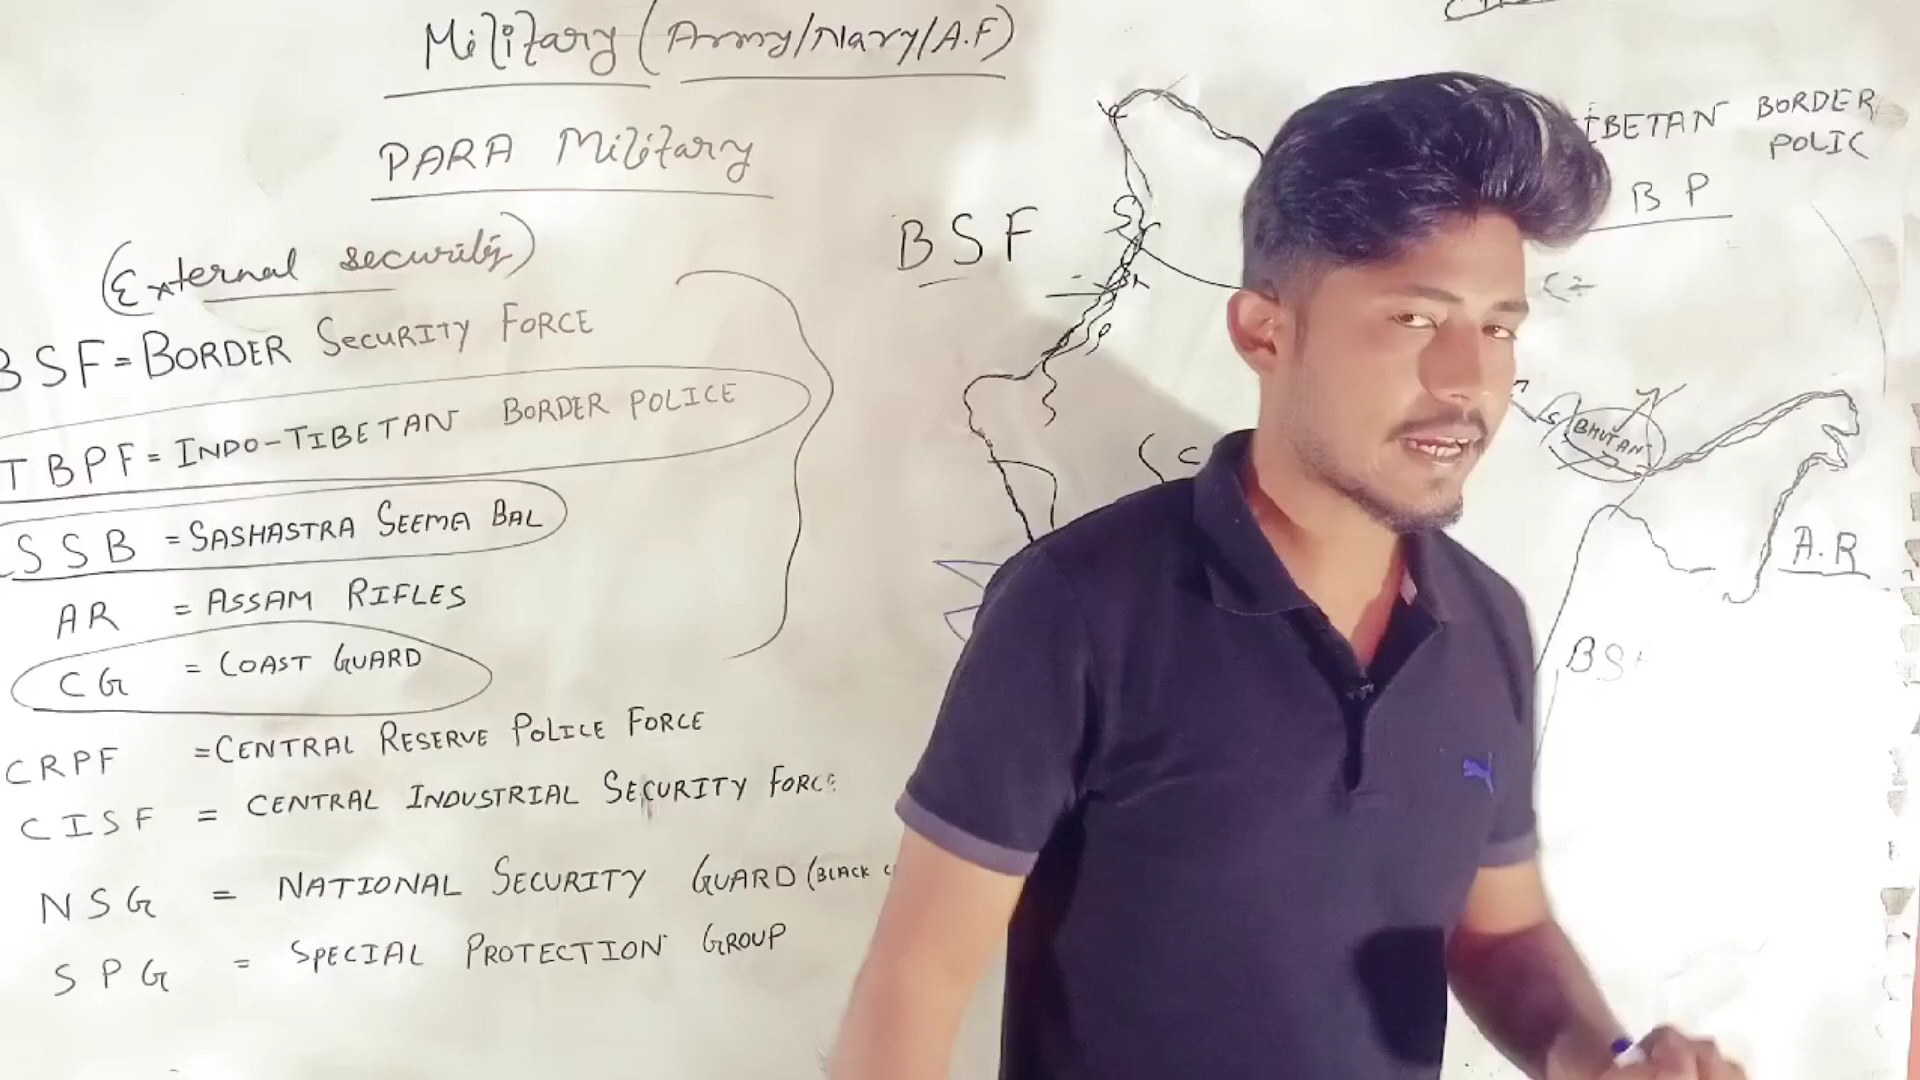 Military (Army/Navy/A.F)
PARA Military
(External security)
BSF = BORDER SECURITY FORCE
TBPF = INDO-TIBETAN BORDER POLICE
SSB = SASHASTRA SEEMA BAL
AR = ASSAM RIFLES
CG = COAST GUARD
CRPF = CENTRAL RESERVE POLICE FORCE
CISF = CENTRAL INDUSTRIAL SECURITY FORCE
NSG = NATIONAL SECURITY GUARD (BLACK
SPG = SPECIAL PROTECTION GROUP
BSF
BORDER
POLIC
BP
BHUTAN
A.R
BS